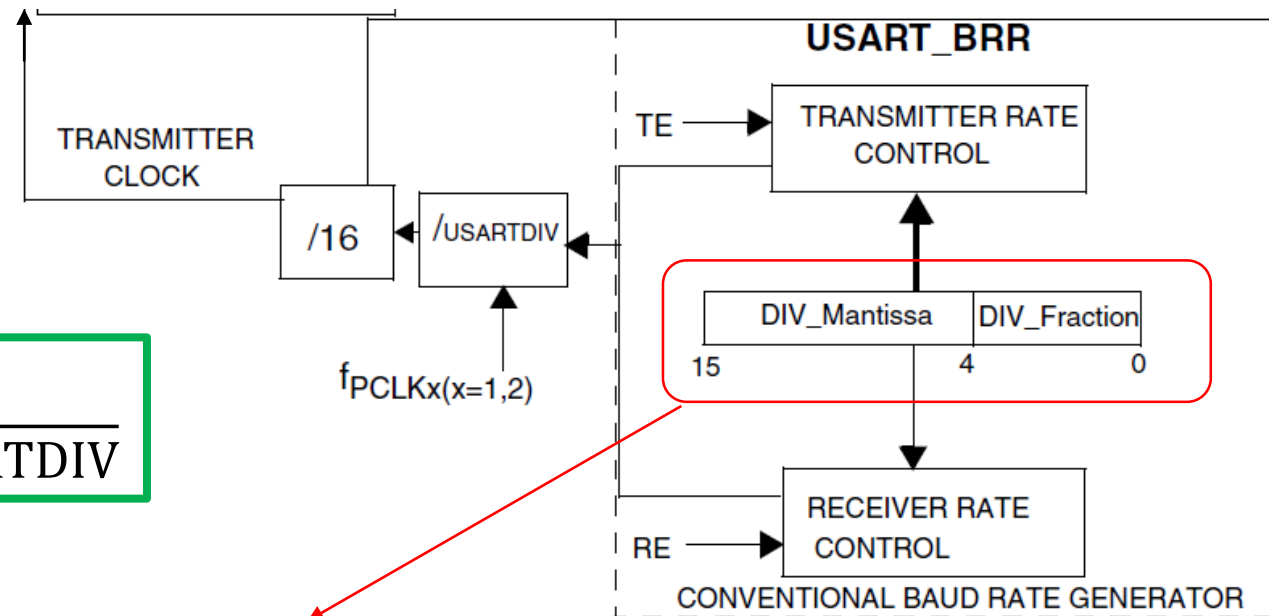 USART_BRR
TRANSMITTER
CLOCK
TE
TRANSMITTER RATE
CONTROL
/16
/USARTDIV
DIV_Mantissa
DIV_Fraction
15
4
0
fPCLKx(x=1,2)
RTDIV
RECEIVER RATE
CONTROL
RE
CONVENTIONAL BAUD RATE GENERATOR